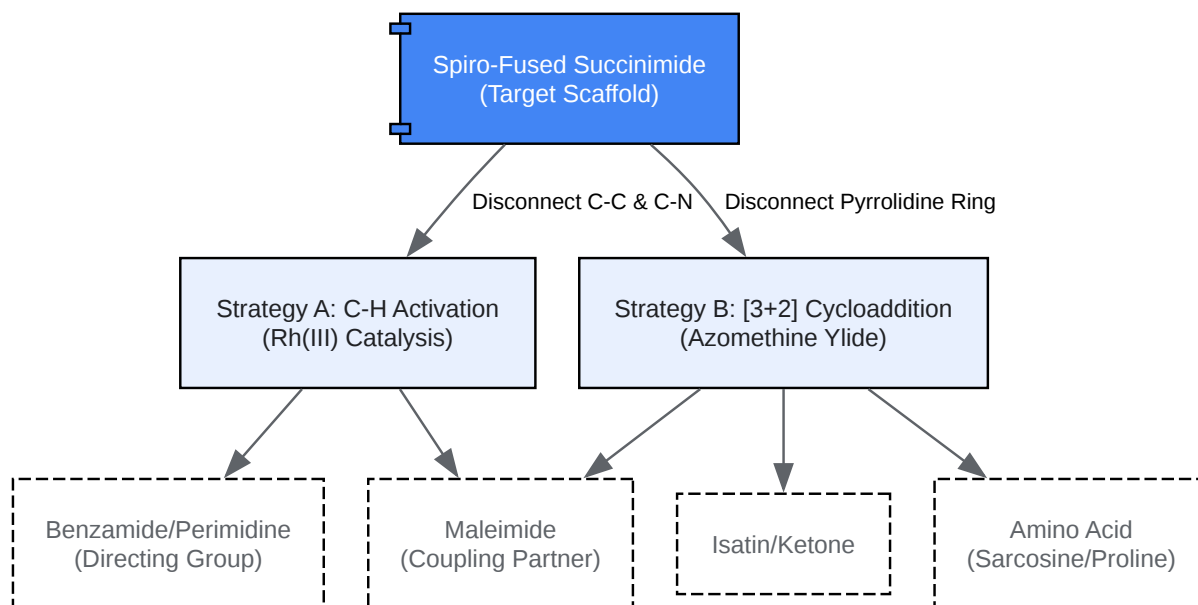 Spiro-Fused Succinimide
(Target Scaffold)
Disconnect C-C & C-N
Disconnect Pyrrolidine Ring
Strategy A: C-H Activation
(Rh(III) Catalysis)
Strategy B: [3+2] Cycloaddition
(Azomethine Ylide)
Benzamide/Perimidine
(Directing Group)
Maleimide
(Coupling Partner)
Isatin/Ketone
Amino Acid
(Sarcosine/Proline)